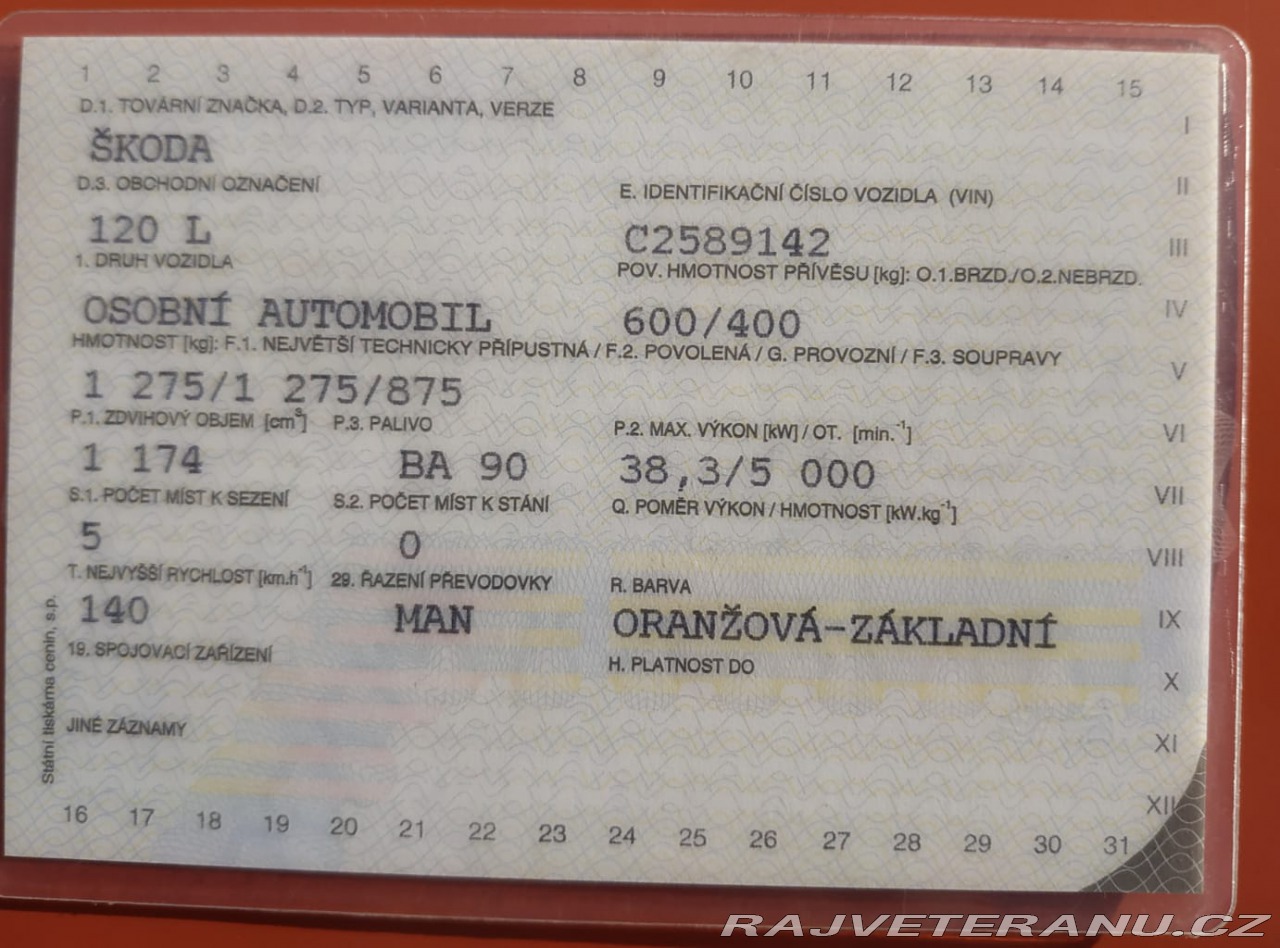 1 2 3 4 5 6 7 8 9 10 11 12 13 14 15
D.1. TOVÁRNÍ ZNAČKA, D.2. TYP, VARIANTA, VERZE
I
ŠKODA
D.3. OBCHODNÍ OZNAČENÍ
E. IDENTIFIKAČNÍ ČÍSLO VOZIDLA (VIN)
II
120 L
C2589142
III
1. DRUH VOZIDLA
POV. HMOTNOST PŘÍVĚSU [kg]: O.1.BRZD./O.2.NEBRZD.
OSOBNÍ AUTOMOBIL
600/400
IV
HMOTNOST [kg]: F.1. NEJVĚTŠÍ TECHNICKY PŘÍPUSTNÁ / F.2. POVOLENÁ / G. PROVOZNÍ / F.3. SOUPRAVY
V
1 275/1 275/875
P.1. ZDVIHOVÝ OBJEM [cm³]
P.3. PALIVO
P.2. MAX. VÝKON [kW] / OT. [min.⁻¹]
VI
1 174
BA 90
38,3/5 000
S.1. POČET MÍST K SEZENÍ
S.2. POČET MÍST K STÁNÍ
Q. POMĚR VÝKON / HMOTNOST [kW.kg⁻¹]
VII
5
0
VIII
T. NEJVYŠŠÍ RYCHLOST [km.h⁻¹]
29. ŘAZENÍ PŘEVODOVKY
R. BARVA
140
MAN
ORANŽOVÁ-ZÁKLADNÍ
IX
19. SPOJOVACÍ ZAŘÍZENÍ
H. PLATNOST DO
X
JINÉ ZÁZNAMY
XI
Státní tiskárna cenin, s.p.
XII
16 17 18 19 20 21 22 23 24 25 26 27 28 29 30 31
RAJVETERANU.CZ